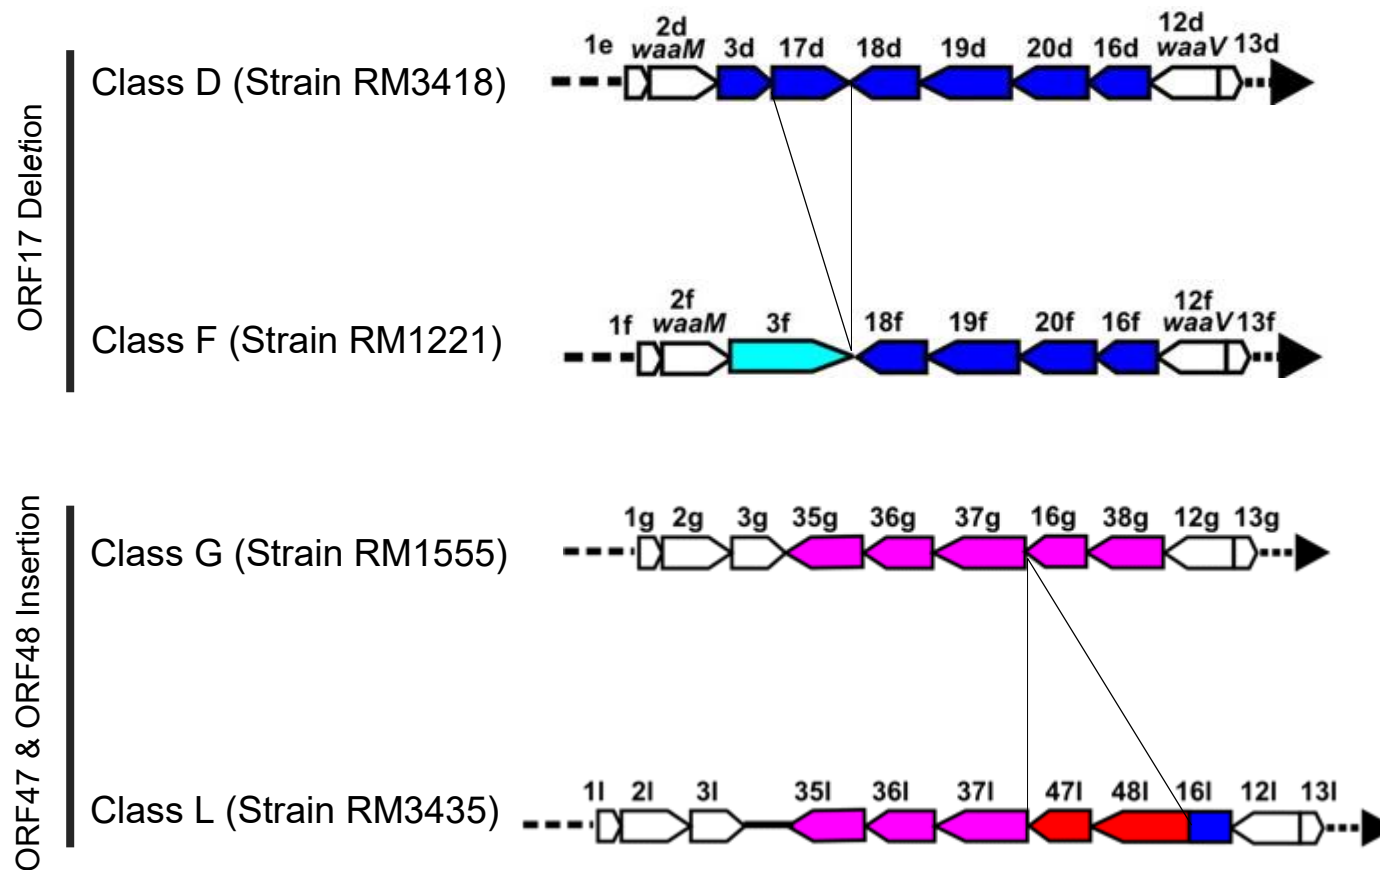 ORF17 Deletion
Class D (Strain RM3418)
1e 2d waaM 3d 17d 18d 19d 20d 16d 12d waaV 13d
Class F (Strain RM1221)
1f 2f waaM 3f 18f 19f 20f 16f 12f waaV 13f
ORF47 & ORF48 Insertion
Class G (Strain RM1555)
1g 2g 3g 35g 36g 37g 16g 38g 12g 13g
Class L (Strain RM3435)
1l 2l 3l 35l 36l 37l 47l 48l 16l 12l 13l